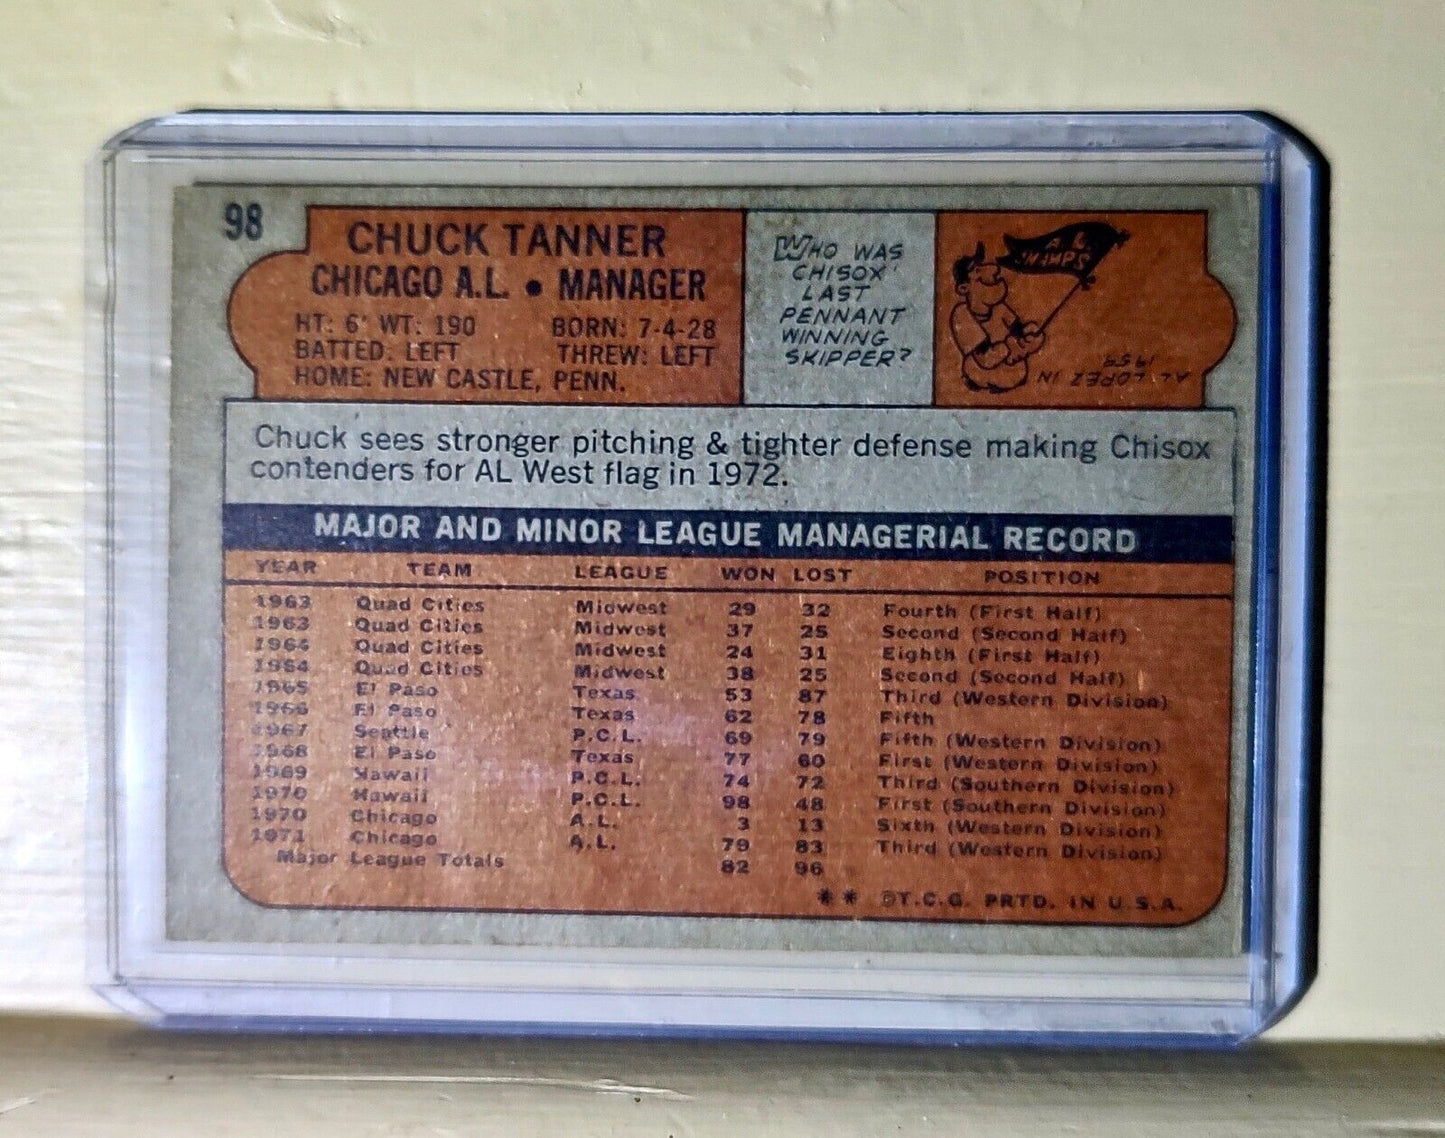 98
CHUCK TANNER
CHICAGO A.L. • MANAGER
HT: 6' WT: 190 BORN: 7-4-28
BATTED: LEFT THREW: LEFT
HOME: NEW CASTLE, PENN.
WHO WAS
CHISOX'
LAST
PENNANT
WINNING
SKIPPER?
A.L.
CHAMPS
AL LOPEZ IN
1959
Chuck sees stronger pitching & tighter defense making Chisox
contenders for AL West flag in 1972.
MAJOR AND MINOR LEAGUE MANAGERIAL RECORD
YEAR TEAM LEAGUE WON LOST POSITION
1963 Quad Cities Midwest 29 32 Fourth (First Half)
1963 Quad Cities Midwest 37 25 Second (Second Half)
1964 Quad Cities Midwest 24 31 Eighth (First Half)
1964 Quad Cities Midwest 38 25 Second (Second Half)
1965 El Paso Texas 53 87 Third (Western Division)
1966 El Paso Texas 62 78 Fifth
1967 Seattle P.C.L. 69 79 Fifth (Western Division)
1968 El Paso Texas 77 60 First (Western Division)
1969 Hawaii P.C.L. 74 72 Third (Southern Division)
1970 Hawaii P.C.L. 98 48 First (Southern Division)
1970 Chicago A.L. 3 13 Sixth (Western Division)
1971 Chicago A.L. 79 83 Third (Western Division)
Major League Totals 82 96
** ©T.C.G. PRTD. IN U.S.A.